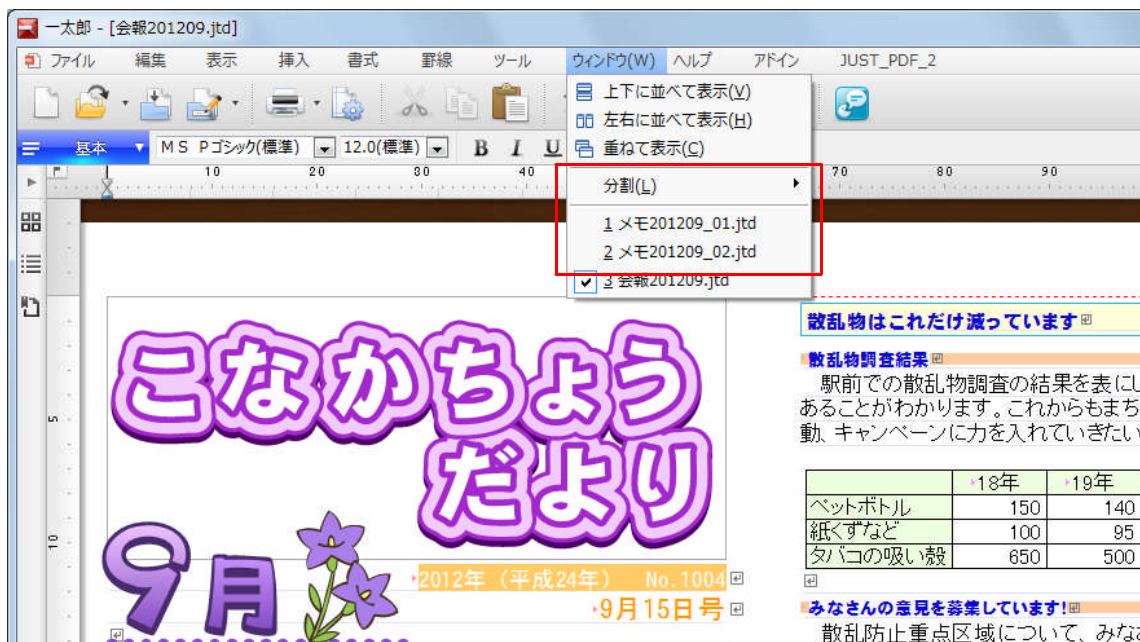 一太郎 - [会報201209.jtd]
ファイル 編集 表示 挿入 書式 罫線 ツール ウィンドウ(W) ヘルプ アドイン JUST_PDF_2
上下に並べて表示(V)
左右に並べて表示(H)
重ねて表示(C)
分割(L)
1 メモ201209_01.jtd
2 メモ201209_02.jtd
3 会報201209.jtd
基本 MS Pゴシック(標準) 12.0(標準) B I U
10 20 30 40 70 80 90
5
10
こなかちょう
だより
9月
2012年（平成24年） No.1004
9月15日号
散乱物はこれだけ減っています
散乱物調査結果
駅前での散乱物調査の結果を表にし
あることがわかります。これからもまち
動、キャンペーンに力を入れていきたい
18年 19年
ペットボトル 150 140
紙くずなど 100 95
タバコの吸い殻 650 500
みなさんの意見を募集しています!
散乱防止重点区域について、みな